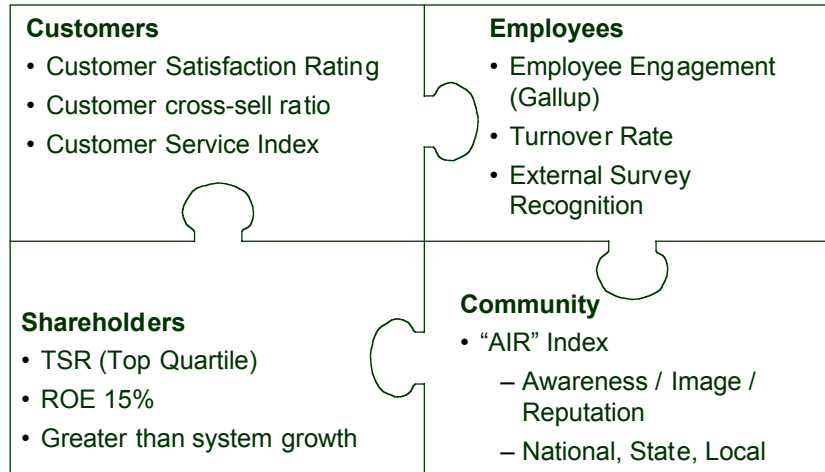 Customers
• Customer Satisfaction Rating
• Customer cross-sell ratio
• Customer Service Index
Employees
• Employee Engagement
(Gallup)
• Turnover Rate
• External Survey
Recognition
Shareholders
• TSR (Top Quartile)
• ROE 15%
• Greater than system growth
Community
• “AIR” Index
– Awareness / Image /
Reputation
– National, State, Local